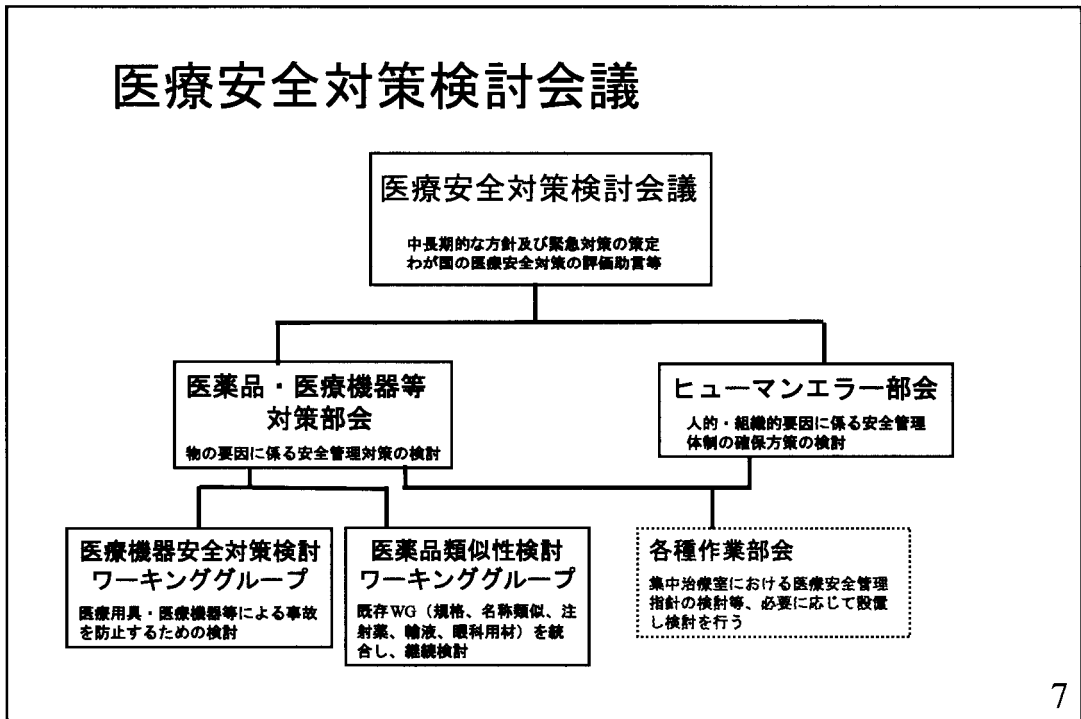 医療安全対策検討会議
医療安全対策検討会議
中長期的な方針及び緊急対策の策定
わが国の医療安全対策の評価助言等
医薬品・医療機器等
対策部会
物の要因に係る安全管理対策の検討
ヒューマンエラー部会
人的・組織的要因に係る安全管理
体制の確保方策の検討
医療機器安全対策検討
ワーキンググループ
医療用具・医療機器等による事故
を防止するための検討
医薬品類似性検討
ワーキンググループ
既存WG（規格、名称類似、注
射薬、輸液、眼科用材）を統
合し、継続検討
各種作業部会
集中治療室における医療安全管理
指針の検討等、必要に応じて設置
し検討を行う
7